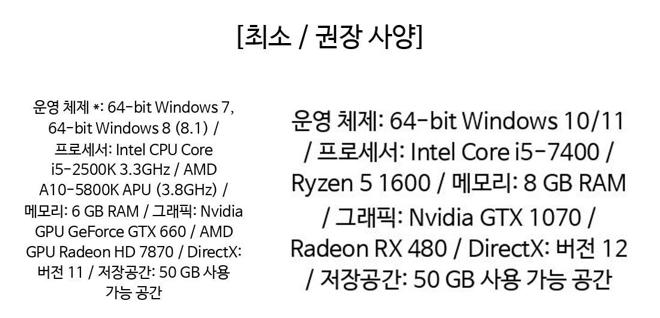 [최소 / 권장 사양]
운영 체제 *: 64-bit Windows 7,
64-bit Windows 8 (8.1) /
프로세서: Intel CPU Core
i5-2500K 3.3GHz / AMD
A10-5800K APU (3.8GHz) /
메모리: 6 GB RAM / 그래픽: Nvidia
GPU GeForce GTX 660 / AMD
GPU Radeon HD 7870 / DirectX:
버전 11 / 저장공간: 50 GB 사용
가능 공간
운영 체제: 64-bit Windows 10/11
/ 프로세서: Intel Core i5-7400 /
Ryzen 5 1600 / 메모리: 8 GB RAM
/ 그래픽: Nvidia GTX 1070 /
Radeon RX 480 / DirectX: 버전 12
/ 저장공간: 50 GB 사용 가능 공간